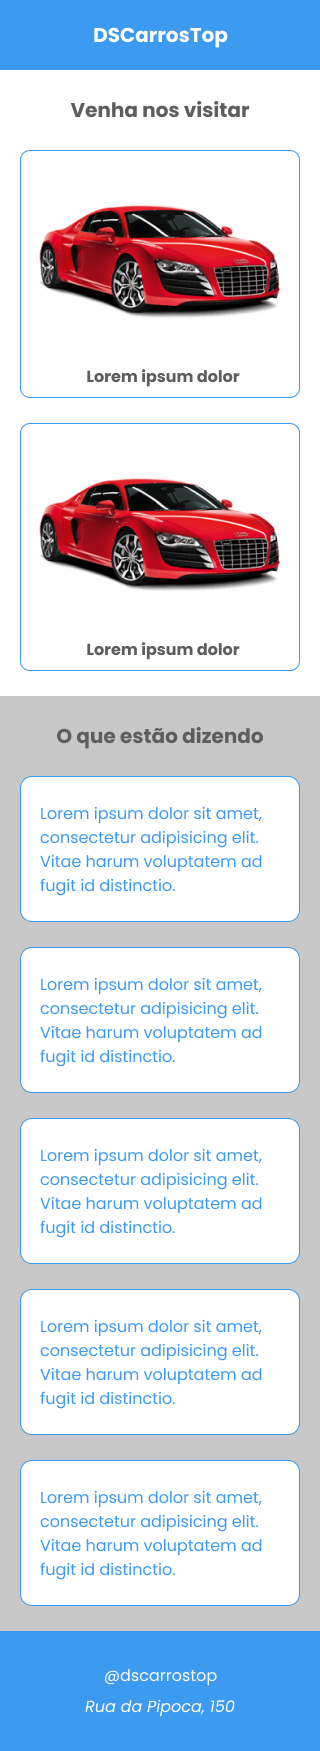 DSCarrosTop
Venha nos visitar
Lorem ipsum dolor
Lorem ipsum dolor
O que estão dizendo
Lorem ipsum dolor sit amet,
consectetur adipisicing elit.
Vitae harum voluptatem ad
fugit id distinctio.
Lorem ipsum dolor sit amet,
consectetur adipisicing elit.
Vitae harum voluptatem ad
fugit id distinctio.
Lorem ipsum dolor sit amet,
consectetur adipisicing elit.
Vitae harum voluptatem ad
fugit id distinctio.
Lorem ipsum dolor sit amet,
consectetur adipisicing elit.
Vitae harum voluptatem ad
fugit id distinctio.
Lorem ipsum dolor sit amet,
consectetur adipisicing elit.
Vitae harum voluptatem ad
fugit id distinctio.
@dscarrostop
Rua da Pipoca, 150